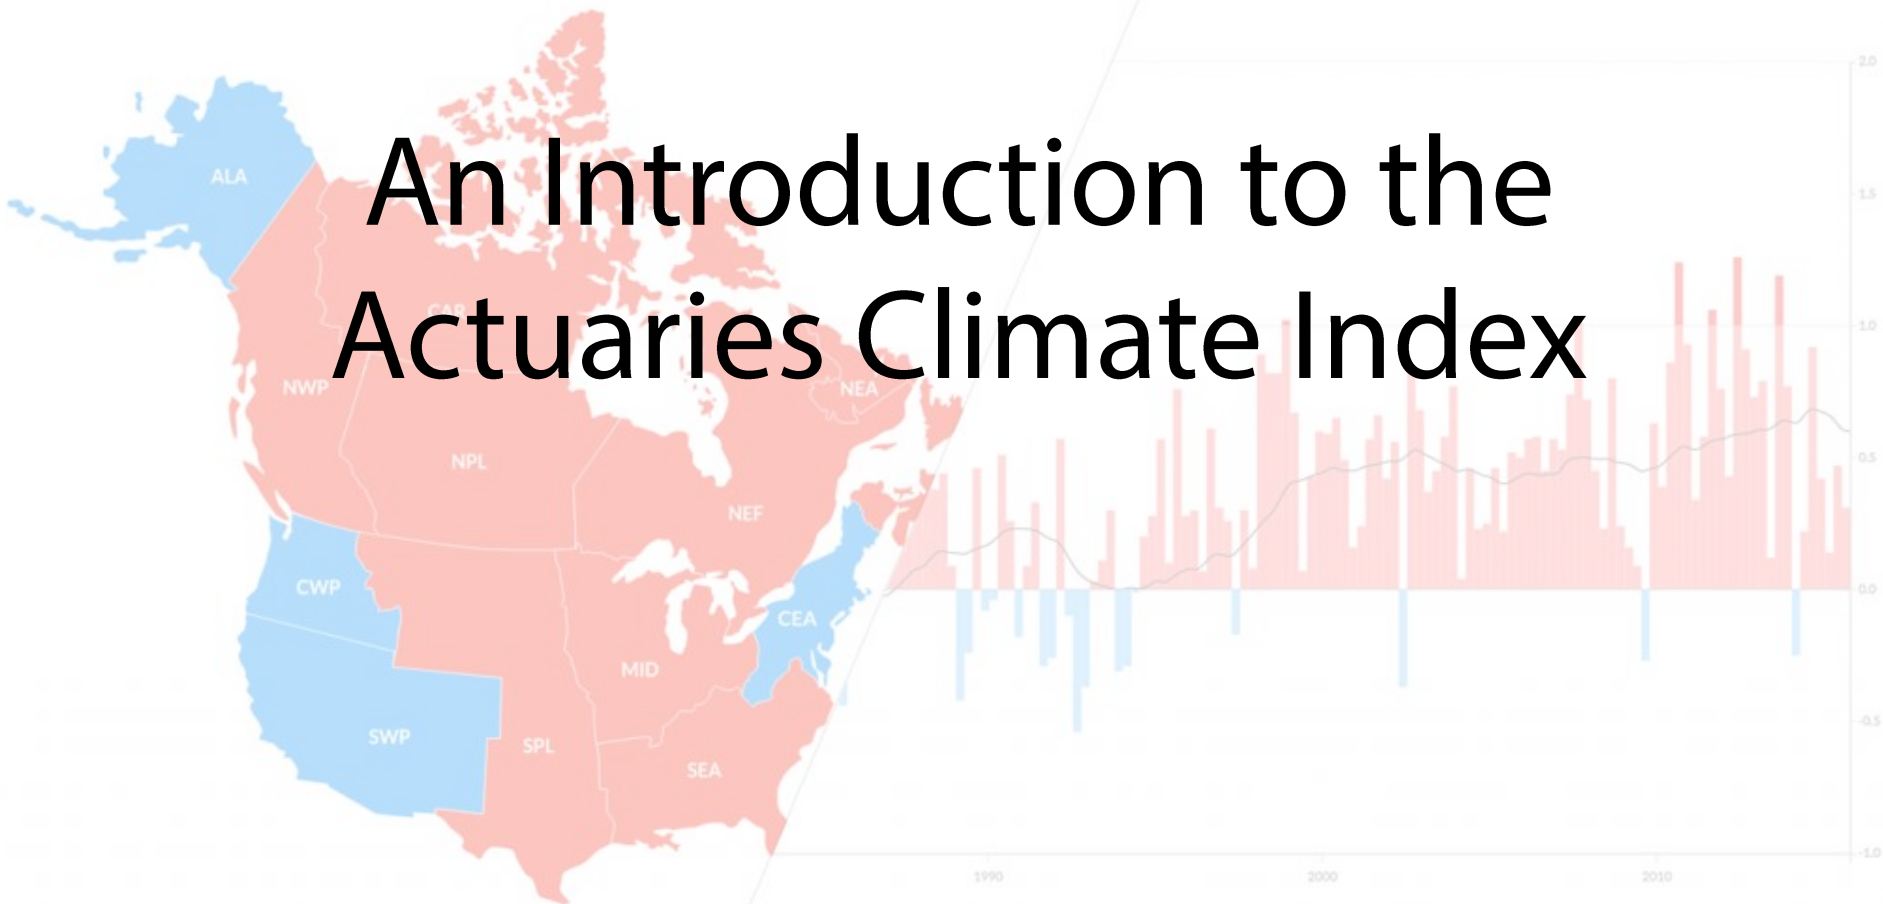 An Introduction to the
Actuaries Climate Index
ALA
CAR
NWP
NEA
NPL
NEF
CWP
CEA
MID
SWP
SPL
SEA
2.0
1.5
1.0
0.5
0.0
-0.5
-1.0
1990
2000
2010